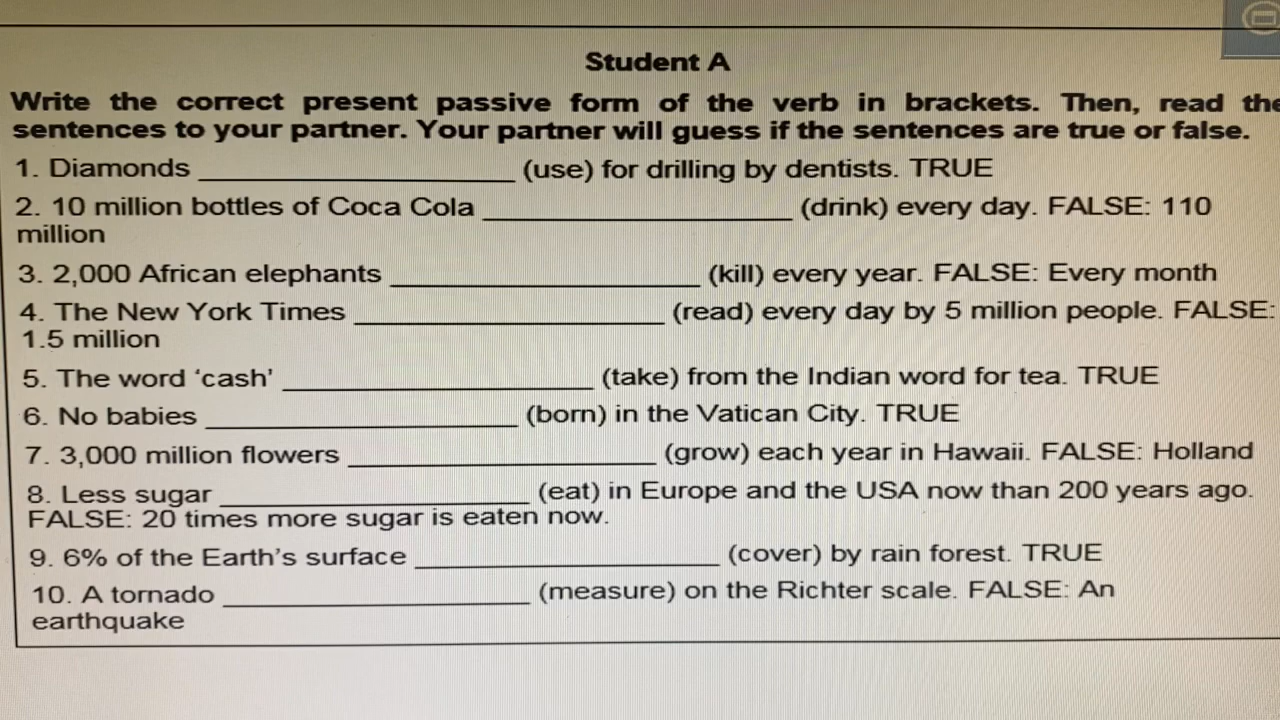 Student A
Write the correct present passive form of the verb in brackets. Then, read the
sentences to your partner. Your partner will guess if the sentences are true or false.
1. Diamonds ____________________ (use) for drilling by dentists. TRUE
2. 10 million bottles of Coca Cola ____________________ (drink) every day. FALSE: 110
million
3. 2,000 African elephants ____________________ (kill) every year. FALSE: Every month
4. The New York Times ____________________ (read) every day by 5 million people. FALSE:
1.5 million
5. The word ‘cash’ ____________________ (take) from the Indian word for tea. TRUE
6. No babies ____________________ (born) in the Vatican City. TRUE
7. 3,000 million flowers ____________________ (grow) each year in Hawaii. FALSE: Holland
8. Less sugar ____________________ (eat) in Europe and the USA now than 200 years ago.
FALSE: 20 times more sugar is eaten now.
9. 6% of the Earth’s surface ____________________ (cover) by rain forest. TRUE
10. A tornado ____________________ (measure) on the Richter scale. FALSE: An
earthquake